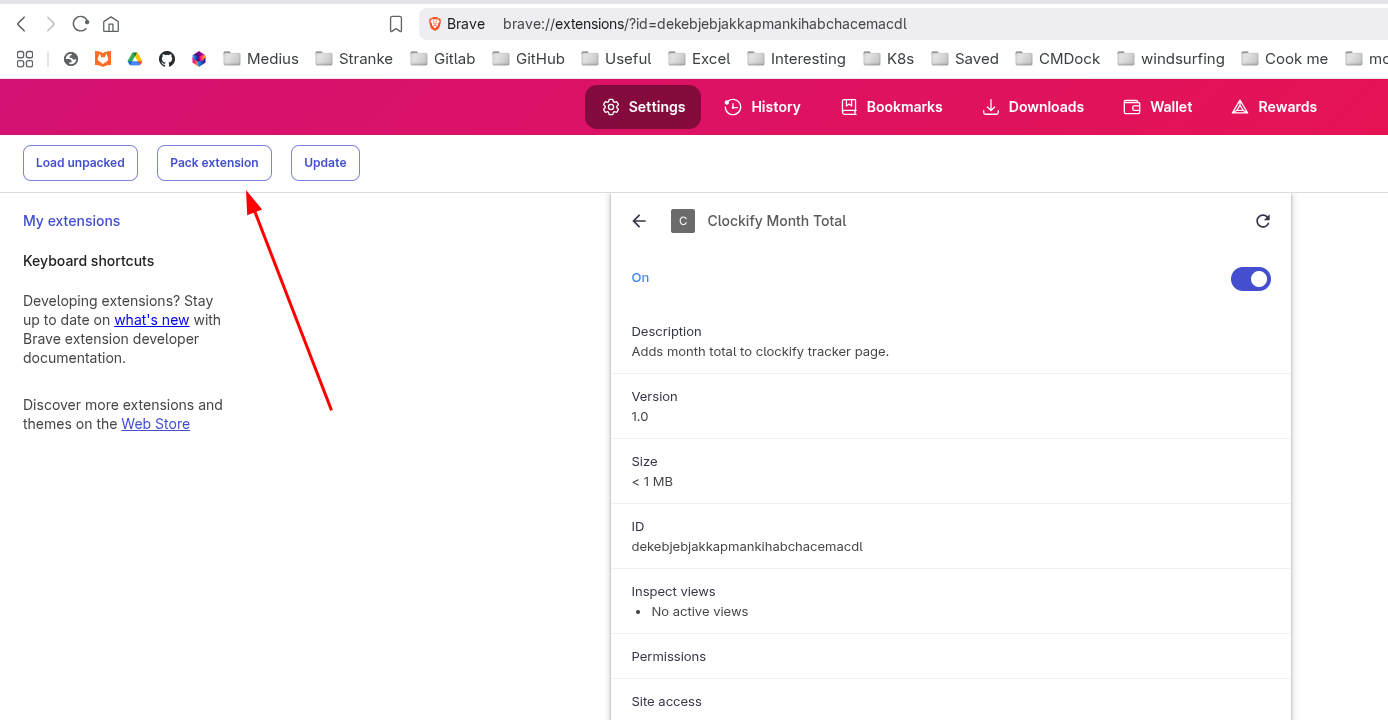 Brave brave://extensions/?id=dekebjebjakkapmankihabchacemacdl
Medius Stranke Gitlab GitHub Useful Excel Interesting K8s Saved CMDock windsurfing Cook me
Settings History Bookmarks Downloads Wallet Rewards
Load unpacked Pack extension Update
My extensions
Keyboard shortcuts
Developing extensions? Stay
up to date on what's new with
Brave extension developer
documentation.
Discover more extensions and
themes on the Web Store
C Clockify Month Total
On
Description
Adds month total to clockify tracker page.
Version
1.0
Size
< 1 MB
ID
dekebjebjakkapmankihabchacemacdl
Inspect views
• No active views
Permissions
Site access